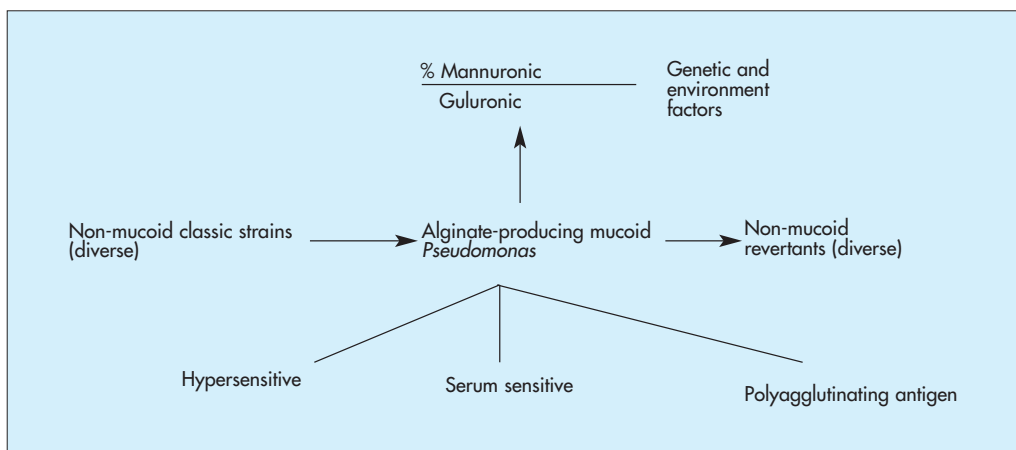 % Mannuronic
Guluronic
Genetic and
environment
factors
Non-mucoid classic strains
(diverse)
Alginate-producing mucoid
Pseudomonas
Non-mucoid
revertants (diverse)
Hypersensitive
Serum sensitive
Polyagglutinating antigen